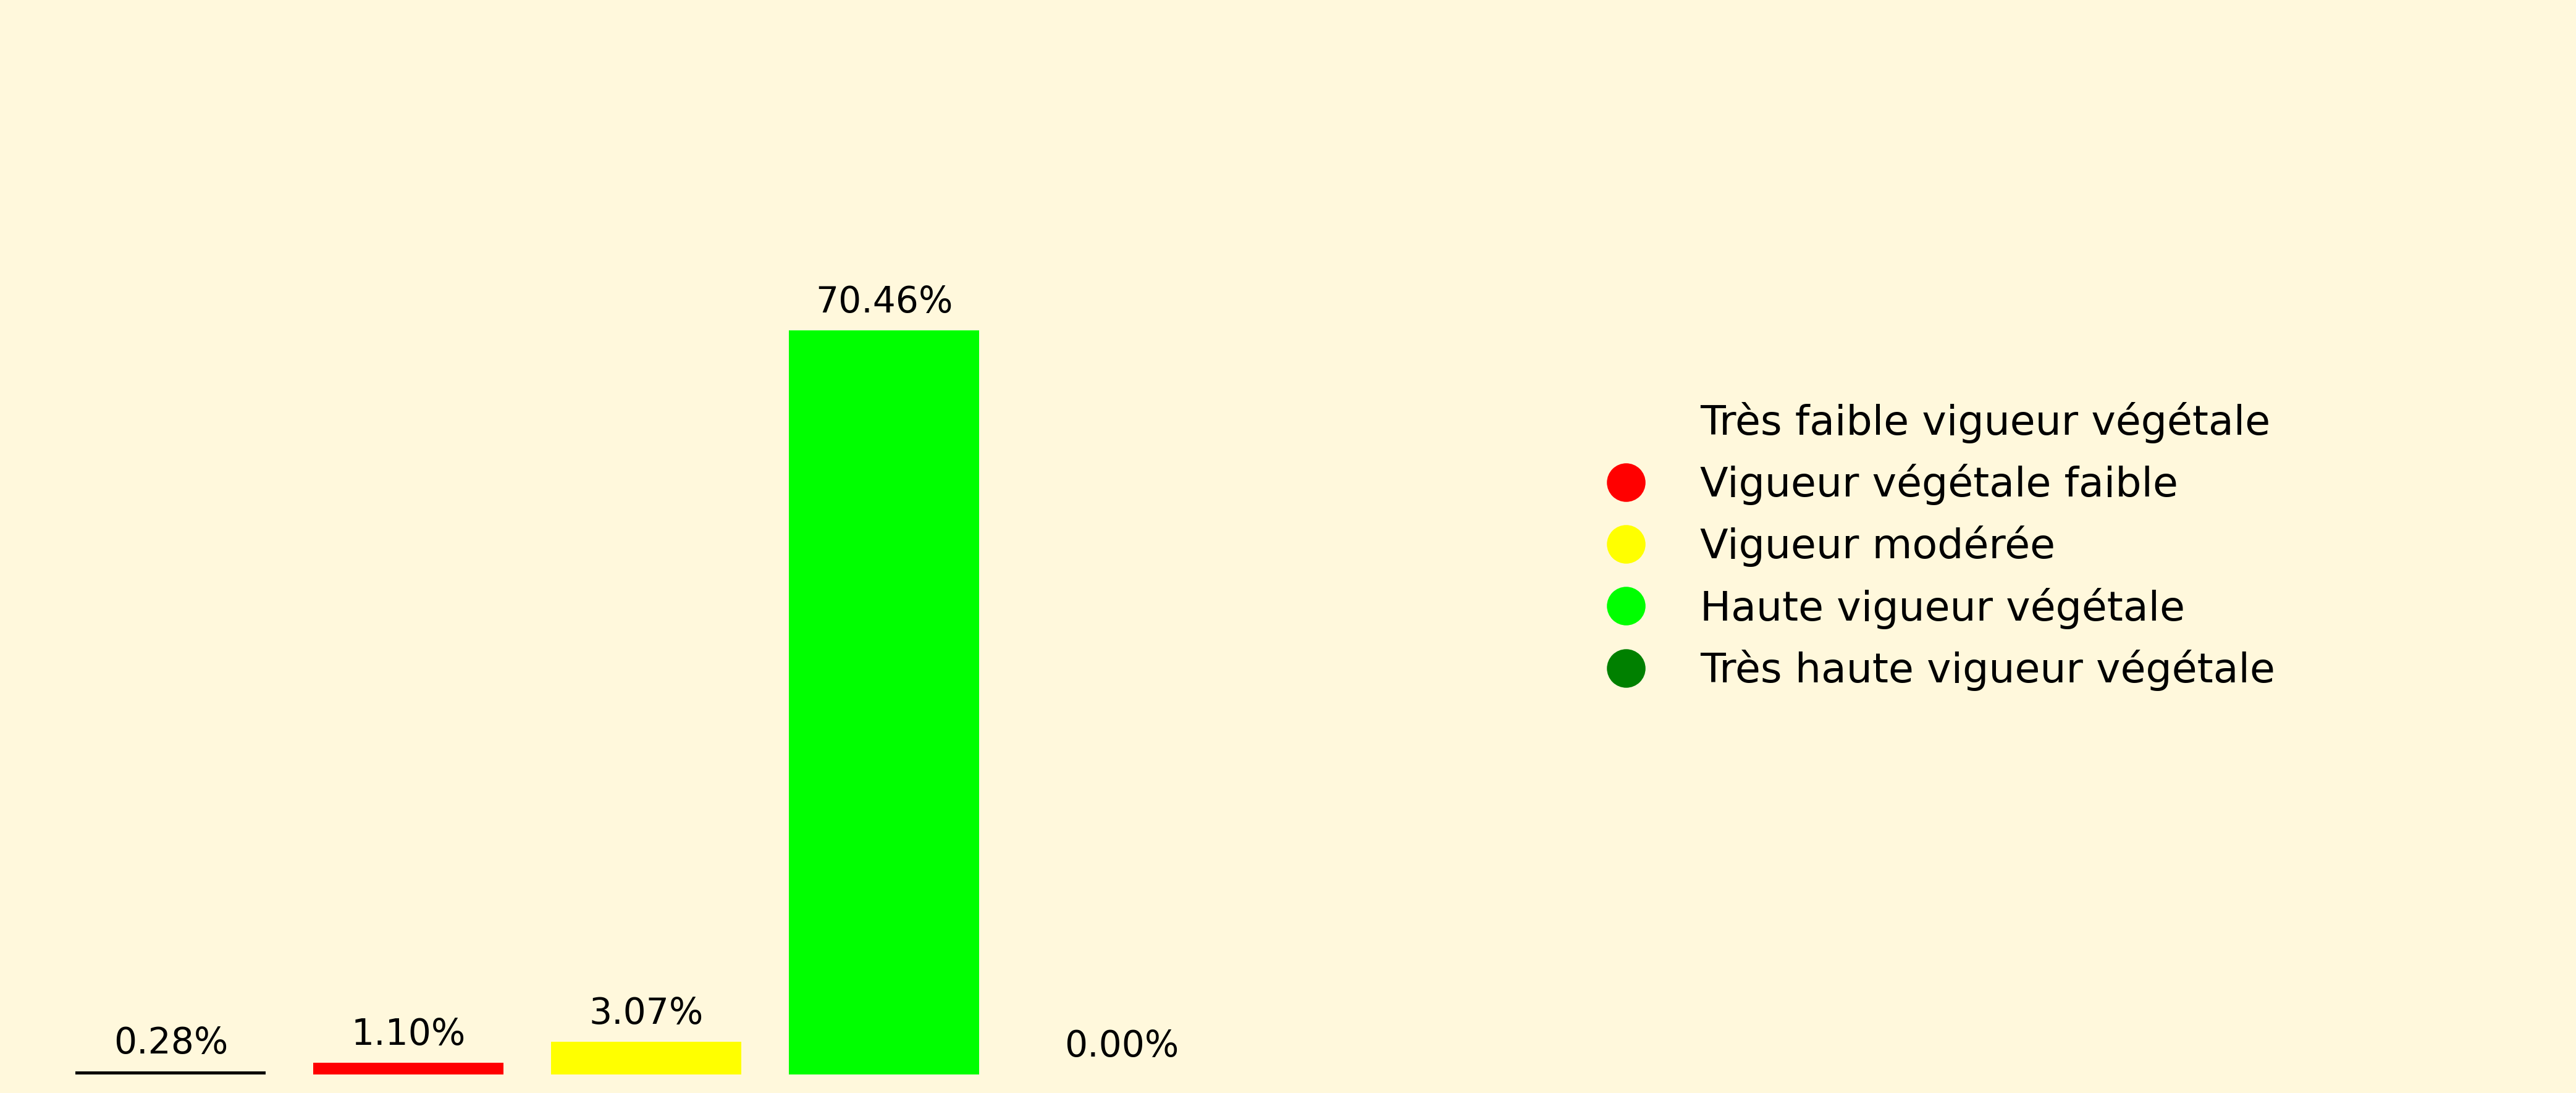 70.46%
3.07%
1.10%
0.28%
0.00%
Très faible vigueur végétale
Vigueur végétale faible
Vigueur modérée
Haute vigueur végétale
Très haute vigueur végétale